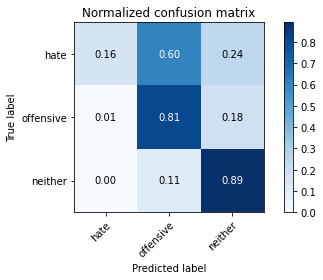 Normalized confusion matrix
hate 0.16 0.60 0.24
offensive 0.01 0.81 0.18
neither 0.00 0.11 0.89
hate offensive neither
True label
Predicted label
0.8
0.7
0.6
0.5
0.4
0.3
0.2
0.1
0.0